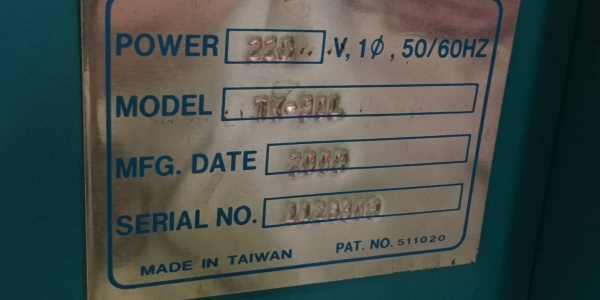 POWER 220 V, 1Ø, 50/60HZ
MODEL
MFG. DATE
SERIAL NO.
MADE IN TAIWAN PAT. NO. 511020